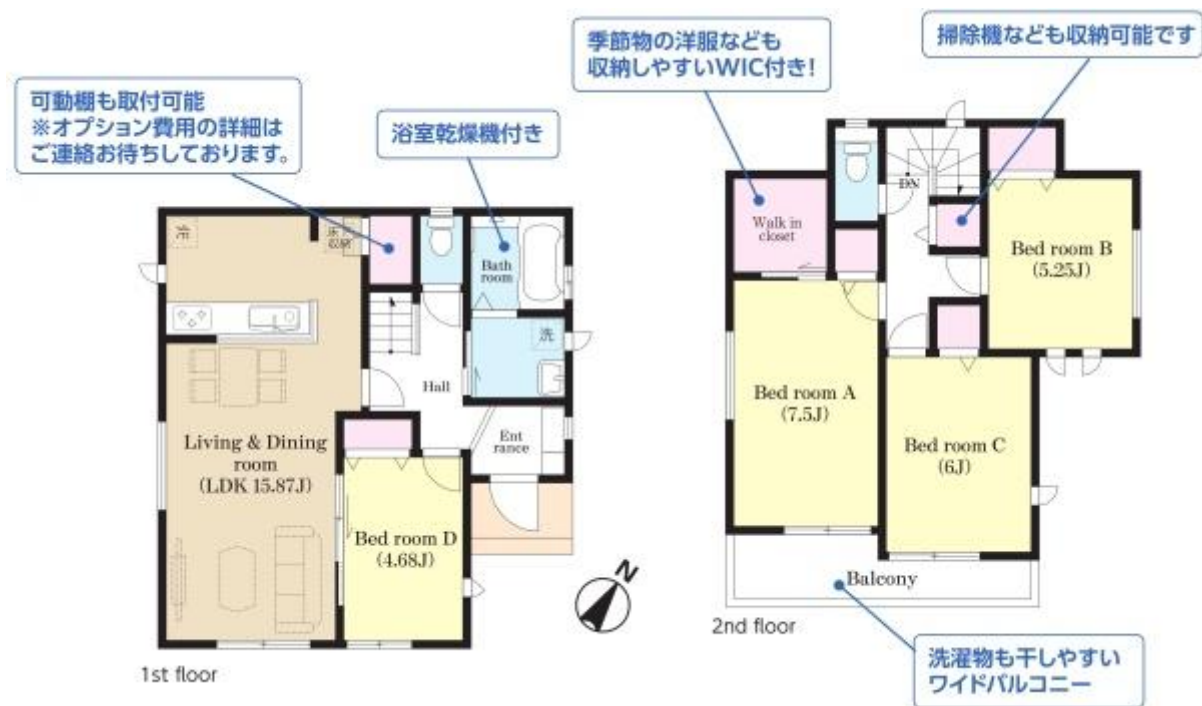 可動棚も取付可能
※オプション費用の詳細は
ご連絡お待ちしております。
浴室乾燥機付き
季節物の洋服なども
収納しやすいWIC付き!
掃除機なども収納可能です
Bath
room
洗
Hall
Ent
rance
Living & Dining
room
(LDK 15.87J)
Bed room D
(4.68J)
N
1st floor
DN
Walk in
closet
Bed room B
(5.25J)
Bed room A
(7.5J)
Bed room C
(6J)
Balcony
2nd floor
洗濯物も干しやすい
ワイドバルコニー